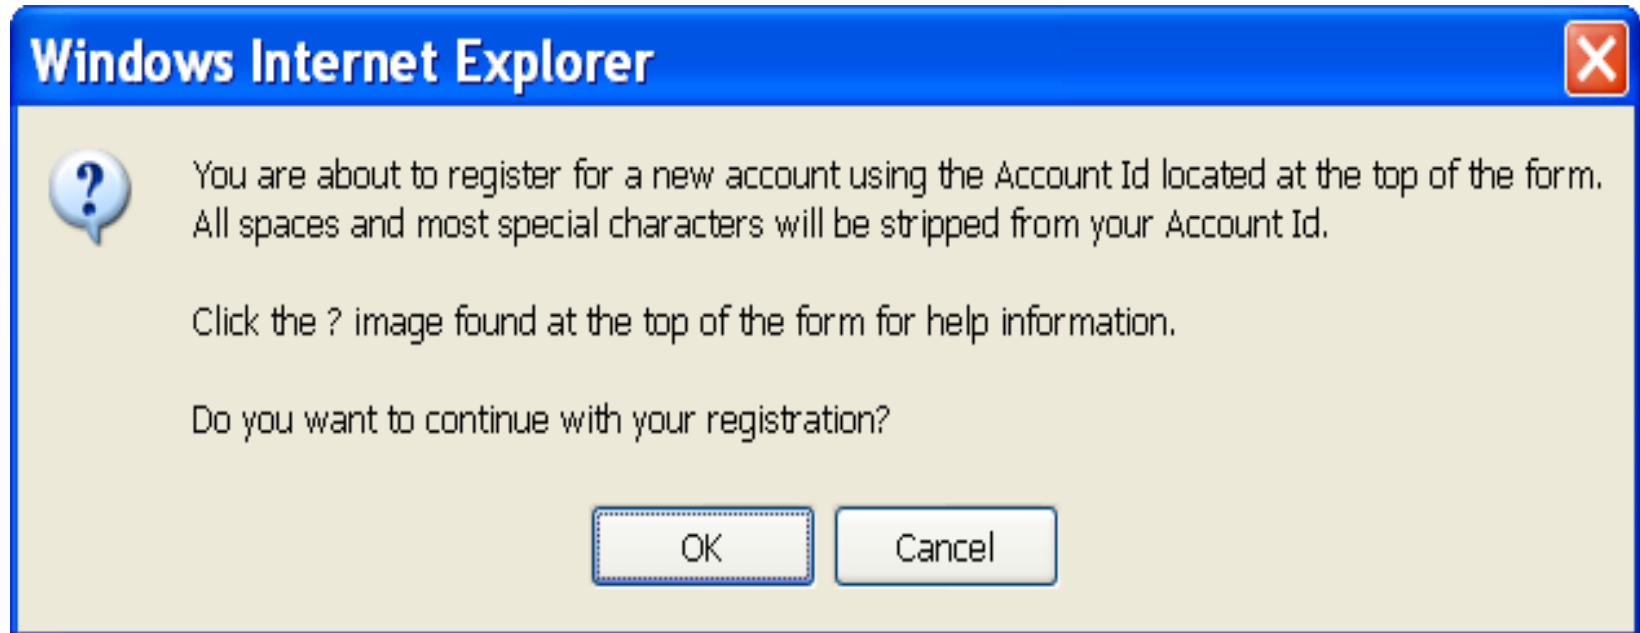 Windows Internet Explorer
You are about to register for a new account using the Account Id located at the top of the form.
All spaces and most special characters will be stripped from your Account Id.
Click the ? image found at the top of the form for help information.
Do you want to continue with your registration?
OK
Cancel